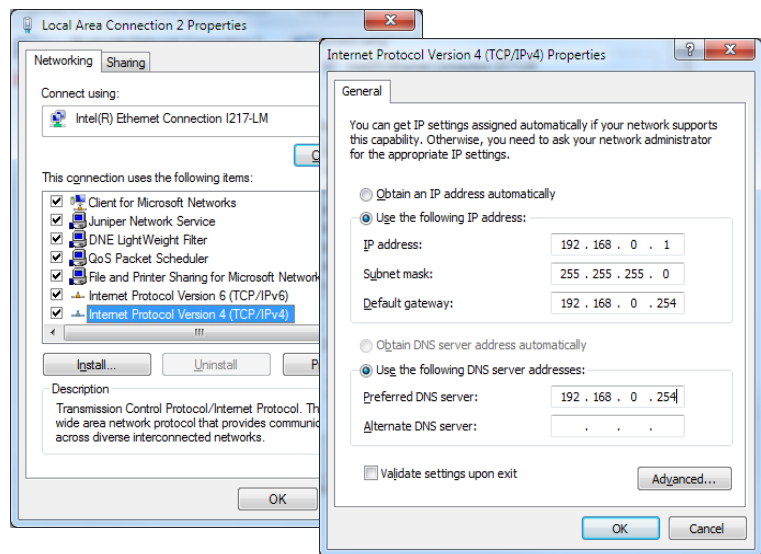 Local Area Connection 2 Properties
Networking
Sharing
Connect using:
Intel(R) Ethernet Connection I217-LM
This connection uses the following items:
Client for Microsoft Networks
Juniper Network Service
DNE LightWeight Filter
QoS Packet Scheduler
File and Printer Sharing for Microsoft Network
Internet Protocol Version 6 (TCP/IPv6)
Internet Protocol Version 4 (TCP/IPv4)
Install...
Uninstall
Description
Transmission Control Protocol/Internet Protocol. Th
wide area network protocol that provides communic
across diverse interconnected networks.
OK
Internet Protocol Version 4 (TCP/IPv4) Properties
General
You can get IP settings assigned automatically if your network supports
this capability. Otherwise, you need to ask your network administrator
for the appropriate IP settings.
Obtain an IP address automatically
Use the following IP address:
IP address: 192 . 168 . 0 . 1
Subnet mask: 255 . 255 . 255 . 0
Default gateway: 192 . 168 . 0 . 254
Obtain DNS server address automatically
Use the following DNS server addresses:
Preferred DNS server: 192 . 168 . 0 . 254
Alternate DNS server: . . .
Validate settings upon exit
Advanced...
OK
Cancel